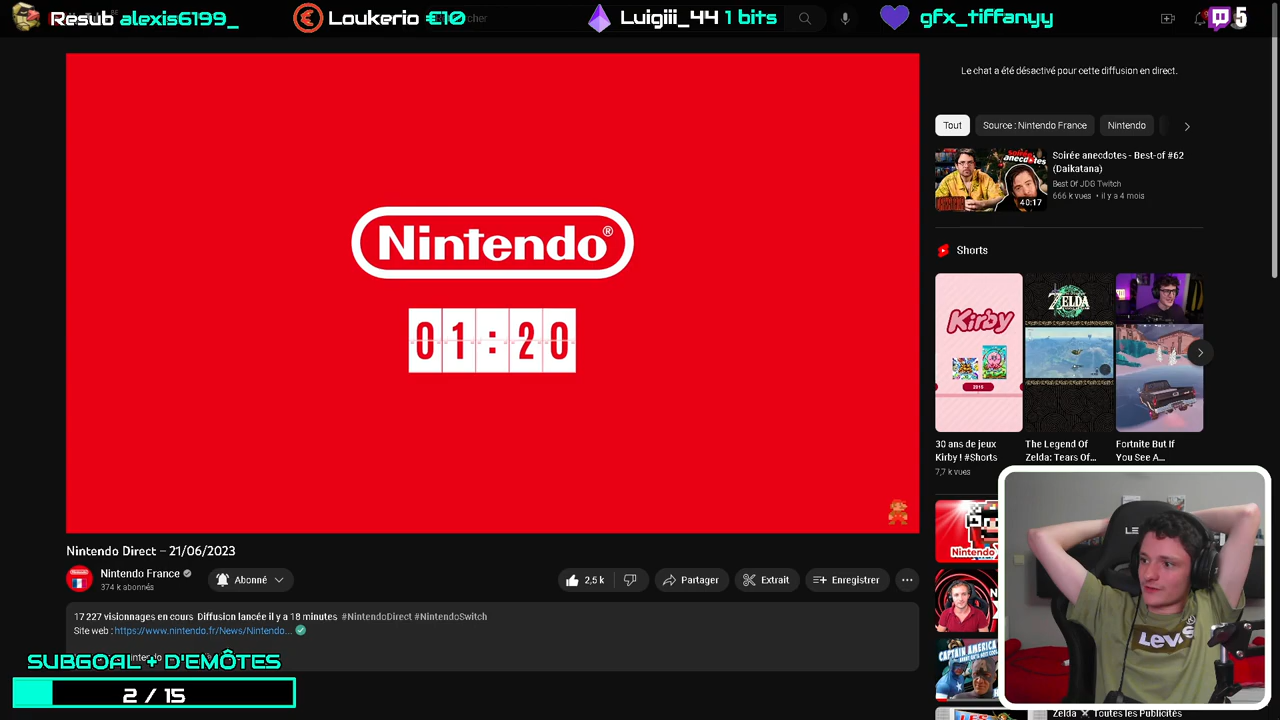 Resub alexis6199_
Loukerio €10
Luigiii_44 1 bits
gfx_tiffanyy
5
Nintendo®
01:20
Nintendo Direct – 21/06/2023
Nintendo France
374 k abonnés
Abonné
2,5 k
Partager
Extrait
Enregistrer
17 227 visionnages en cours Diffusion lancée il y a 18 minutes #NintendoDirect #NintendoSwitch
Site web : https://www.nintendo.fr/News/Nintendo...
SUBGOAL + D'EMÔTES
2 / 15
Le chat a été désactivé pour cette diffusion en direct.
Tout
Source : Nintendo France
Nintendo
Soirée anecdotes - Best-of #62
(Daikatana)
Best Of JDG Twitch
666 k vues • il y a 4 mois
40:17
Shorts
Kirby
ZELDA
30 ans de jeux
Kirby ! #Shorts
7,7 k vues
The Legend Of
Zelda: Tears Of...
Fortnite But If
You See A...
Nintendo
CAPTAIN AMERICA
Levi's
Zelda ✕ Toutes les Publicités